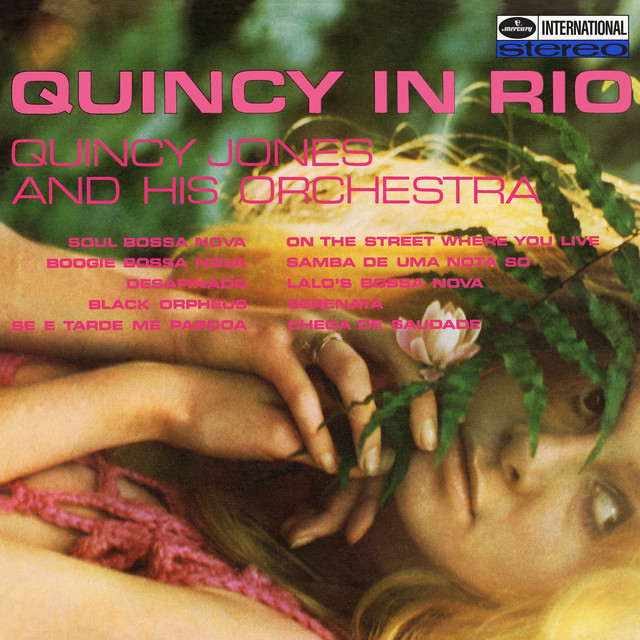 mercury
INTERNATIONAL
stereo
QUINCY IN RIO
QUINCY JONES
AND HIS ORCHESTRA
SOUL BOSSA NOVA
BOOGIE BOSSA NOVA
DESAFINADO
BLACK ORPHEUS
SE E TARDE ME PARDOA
ON THE STREET WHERE YOU LIVE
SAMBA DE UMA NOTA SO
LALO'S BOSSA NOVA
SERENATA
CHEGA DE SAUDADE